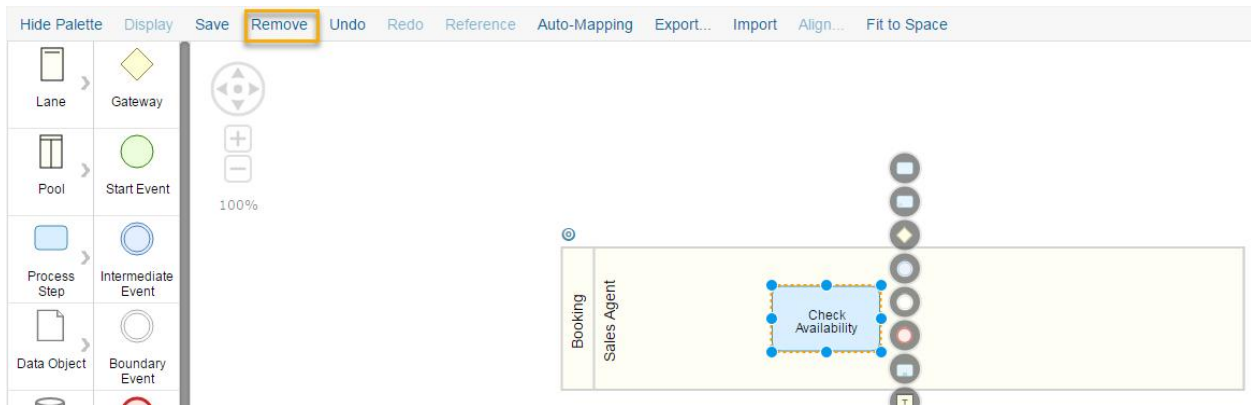 Hide Palette Display Save Remove Undo Redo Reference Auto-Mapping Export... Import Align... Fit to Space
Lane
Gateway
Pool
Start Event
100%
Process
Step
Intermediate
Event
Data Object
Boundary
Event
Booking
Sales Agent
Check
Availability
T